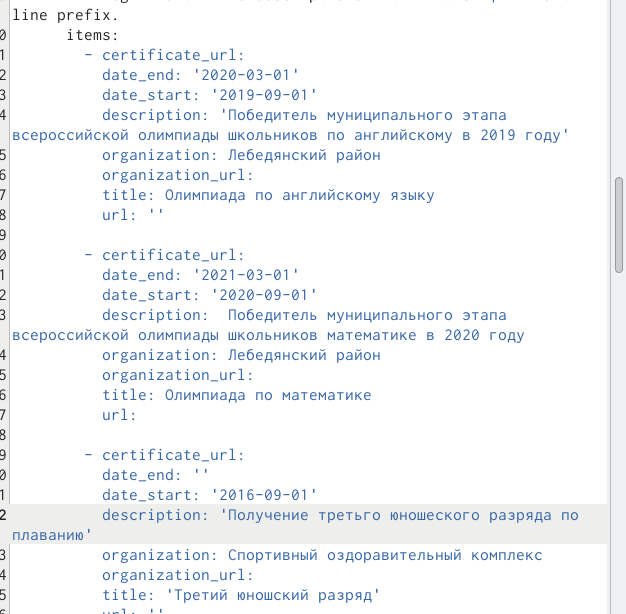 line prefix.
0 items:
1 - certificate_url:
2 date_end: '2020-03-01'
3 date_start: '2019-09-01'
4 description: 'Победитель муниципального этапа
всероссийской олимпиады школьников по английскому в 2019 году'
5 organization: Лебедянский район
6 organization_url:
7 title: Олимпиада по английскому языку
8 url: ''
9
0 - certificate_url:
1 date_end: '2021-03-01'
2 date_start: '2020-09-01'
3 description:  Победитель муниципального этапа
всероссийской олимпиады школьников математике в 2020 году
4 organization: Лебедянский район
5 organization_url:
6 title: Олимпиада по математике
7 url:
8
9 - certificate_url:
0 date_end: ''
1 date_start: '2016-09-01'
2 description: 'Получение третьго юношеского разряда по
плаванию'
3 organization: Спортивный оздоравительный комплекс
4 organization_url:
5 title: 'Третий юношский разряд'